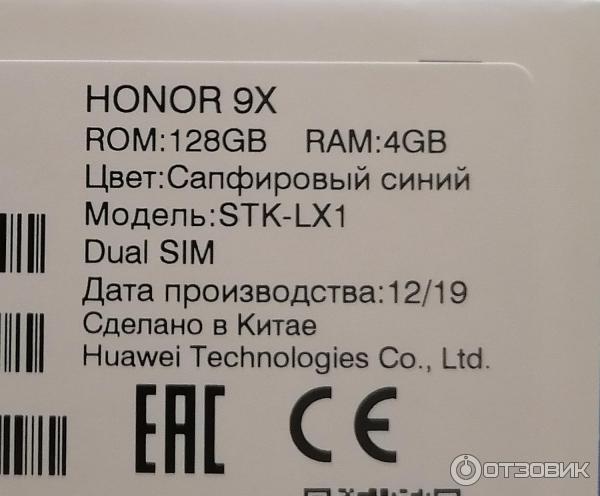 HONOR 9X
ROM:128GB RAM:4GB
Цвет:Сапфировый синий
Модель:STK-LX1
Dual SIM
Дата производства:12/19
Сделано в Китае
Huawei Technologies Co., Ltd.
EAC CE
ОТЗОВИК